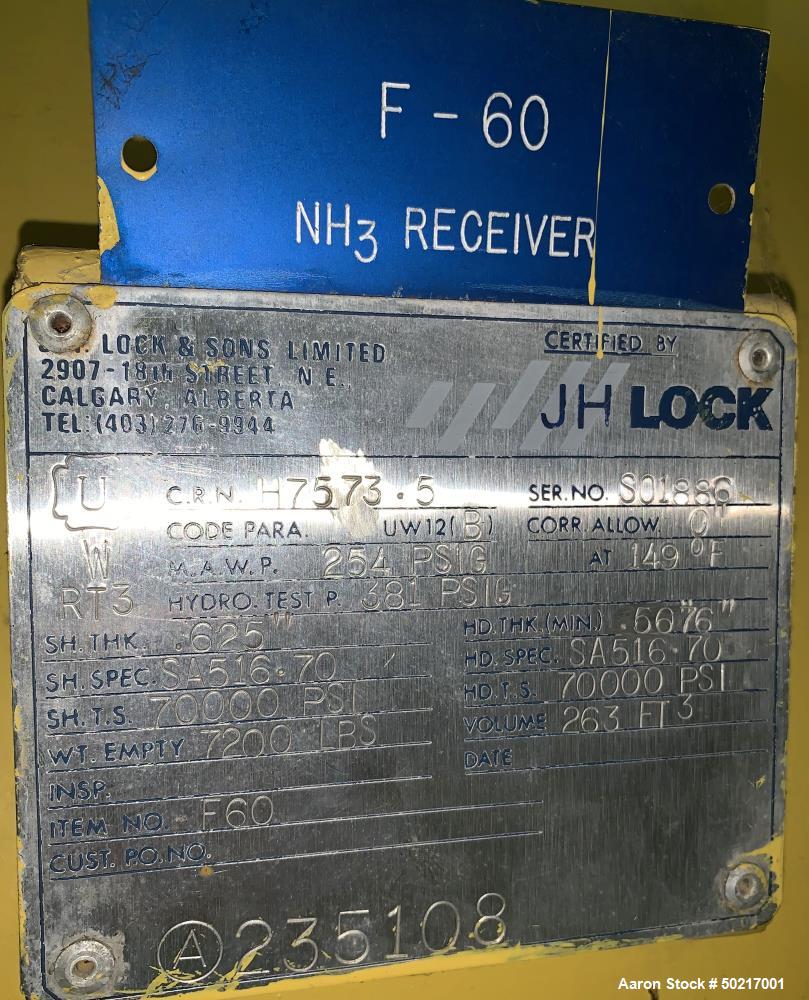 F - 60
NH3 RECEIVER
LOCK & SONS LIMITED
2907-18th STREET N E.,
CALGARY, ALBERTA
TEL:(403) 276-9944
CERTIFIED BY
JH LOCK
U
W
RT3
C.R.N. H7573.5
SER.NO. S01886
CODE PARA. UW12(B)
CORR. ALLOW. 0"
M.A.W.P. 254 PSIG AT 149°F
HYDRO. TEST P. 381 PSIG
SH. THK. .625"
HD. THK.(MIN.) .5676"
SH. SPEC. SA516.70
HD. SPEC. SA516.70
SH. T.S. 70000 PSI
HD. T.S. 70000 PSI
WT. EMPTY 7200 LBS
VOLUME 263 FT3
DATE
INSP.
ITEM NO. F60
CUST. P.O. NO.
A 235108
Aaron Stock # 50217001